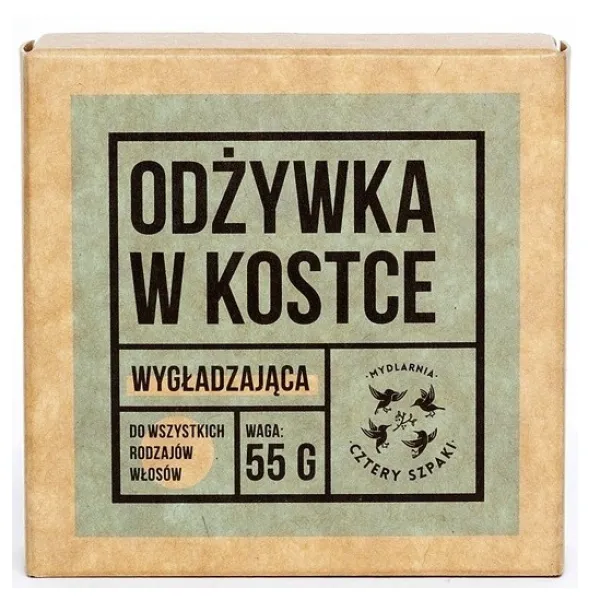 ODŻYWKA
W KOSTCE
WYGŁADZAJĄCA
DO WSZYSTKICH
RODZAJÓW
WŁOSÓW
WAGA:
55 G
·MYDLARNIA·
·CZTERY SZPAKI·